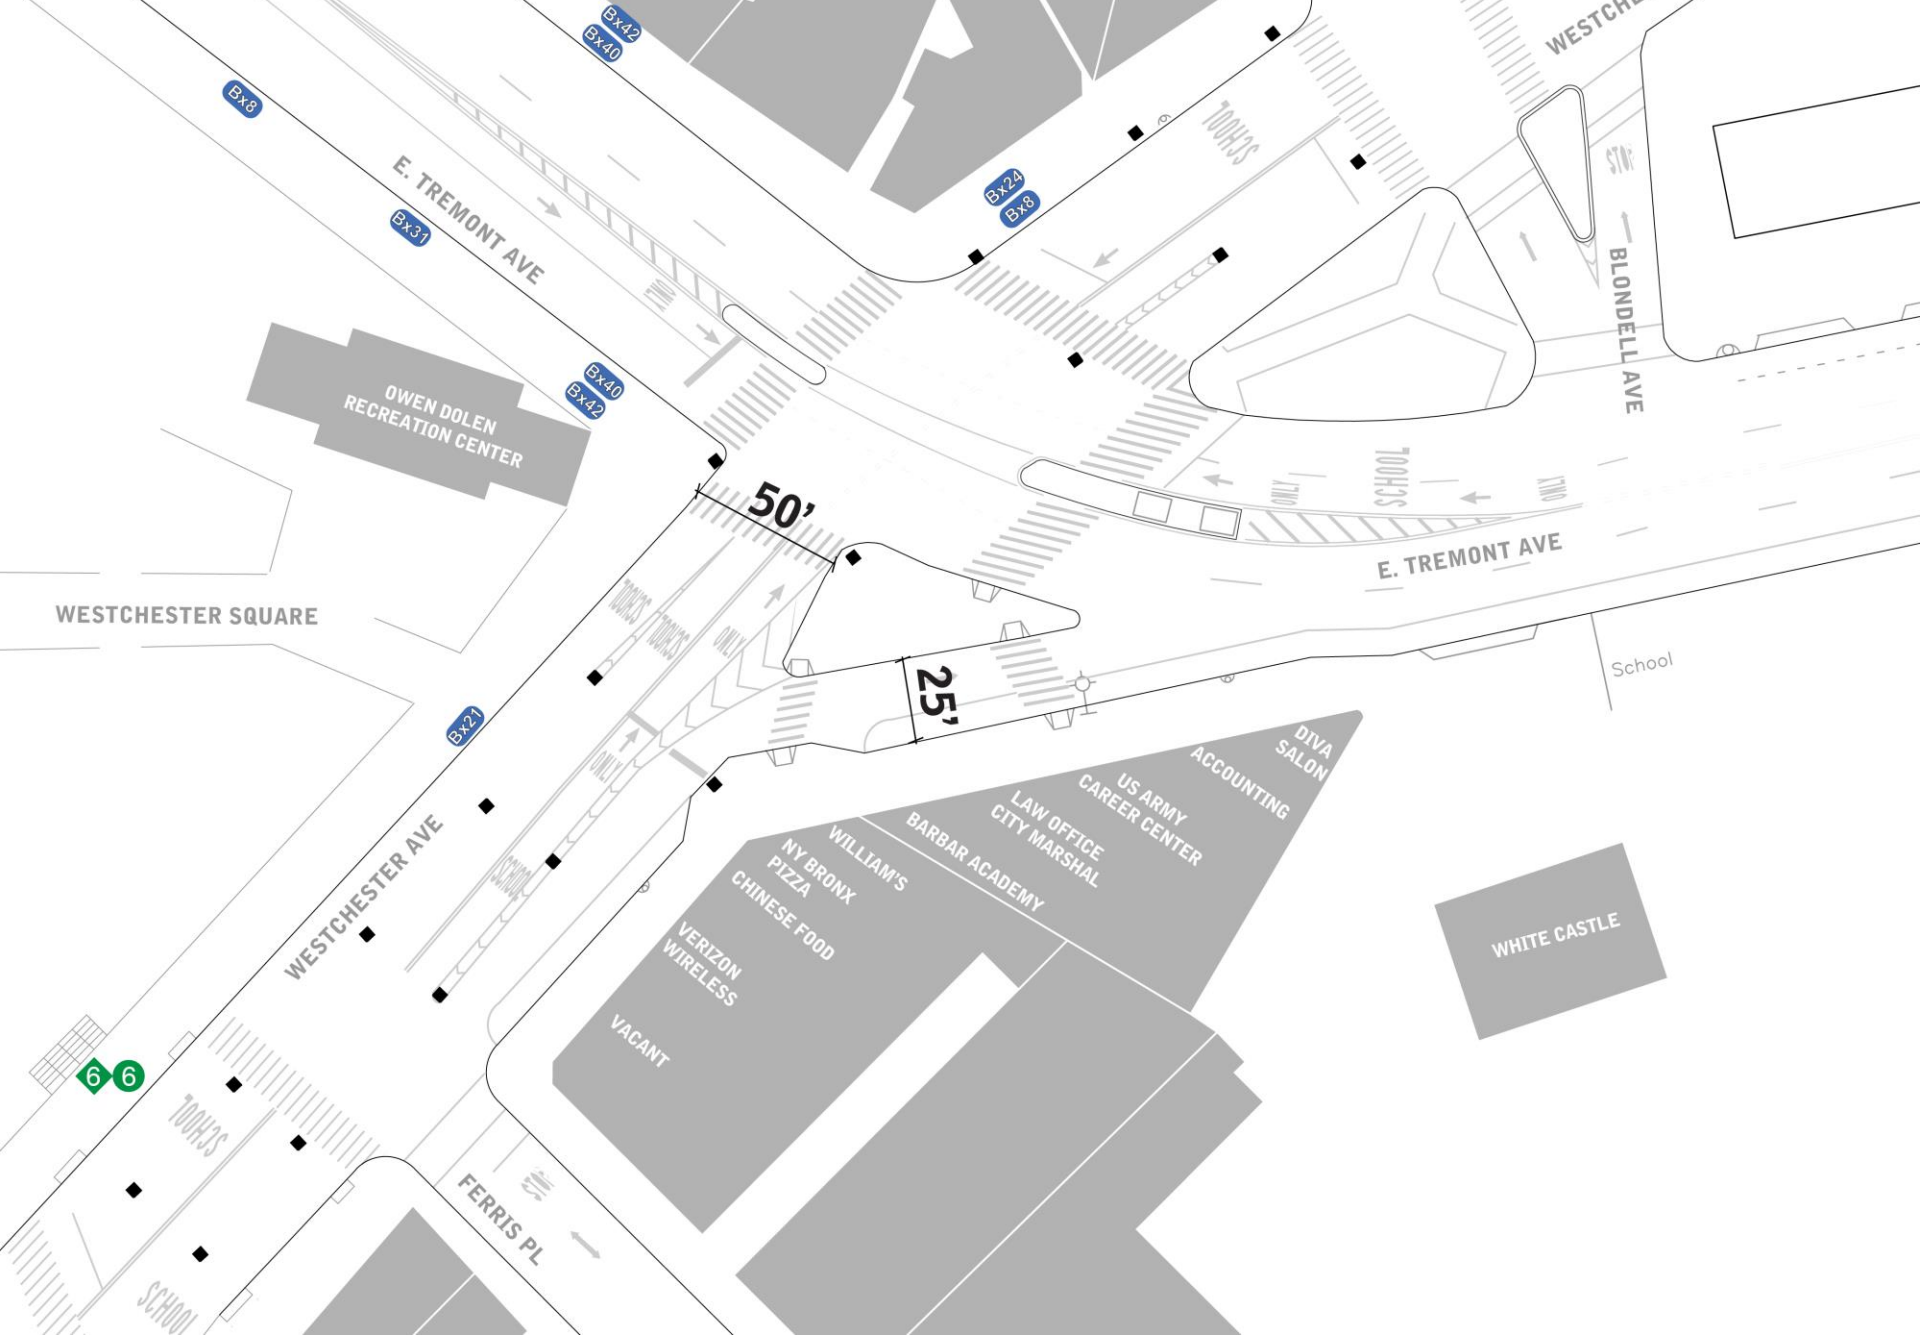 Bx42
Bx40
WESTCHE
Bx8
E. TREMONT AVE
Bx31
SCHOOL
Bx24
Bx8
STOP
BLONDELL AVE
OWEN DOLEN
RECREATION CENTER
Bx40
Bx42
50’
ONLY
SCHOOL
ONLY
E. TREMONT AVE
WESTCHESTER SQUARE
SCHOOL
SCHOOL
ONLY
25’
School
Bx21
ONLY
SCHOOL
WESTCHESTER AVE
DIVA
SALON
ACCOUNTING
US ARMY
CAREER CENTER
LAW OFFICE
CITY MARSHAL
BARBAR ACADEMY
WILLIAM'S
NY BRONX
PIZZA
CHINESE FOOD
VERIZON
WIRELESS
VACANT
WHITE CASTLE
6
6
SCHOOL
FERRIS PL
SCHOOL